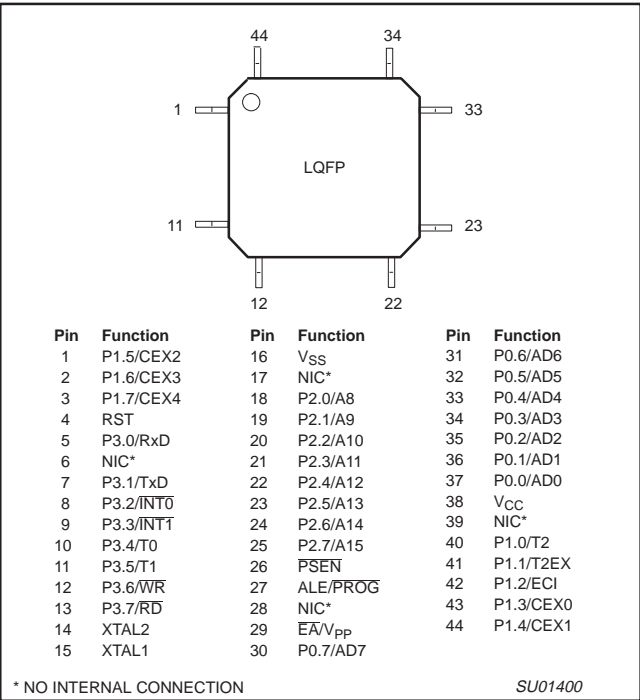 44 34
1 33
LQFP
11 23
12 22
Pin Function Pin Function Pin Function
1 P1.5/CEX2 16 VSS 31 P0.6/AD6
2 P1.6/CEX3 17 NIC* 32 P0.5/AD5
3 P1.7/CEX4 18 P2.0/A8 33 P0.4/AD4
4 RST 19 P2.1/A9 34 P0.3/AD3
5 P3.0/RxD 20 P2.2/A10 35 P0.2/AD2
6 NIC* 21 P2.3/A11 36 P0.1/AD1
7 P3.1/TxD 22 P2.4/A12 37 P0.0/AD0
8 P3.2/INT0 23 P2.5/A13 38 VCC
9 P3.3/INT1 24 P2.6/A14 39 NIC*
10 P3.4/T0 25 P2.7/A15 40 P1.0/T2
11 P3.5/T1 26 PSEN 41 P1.1/T2EX
12 P3.6/WR 27 ALE/PROG 42 P1.2/ECI
13 P3.7/RD 28 NIC* 43 P1.3/CEX0
14 XTAL2 29 EA/VPP 44 P1.4/CEX1
15 XTAL1 30 P0.7/AD7
* NO INTERNAL CONNECTION SU01400